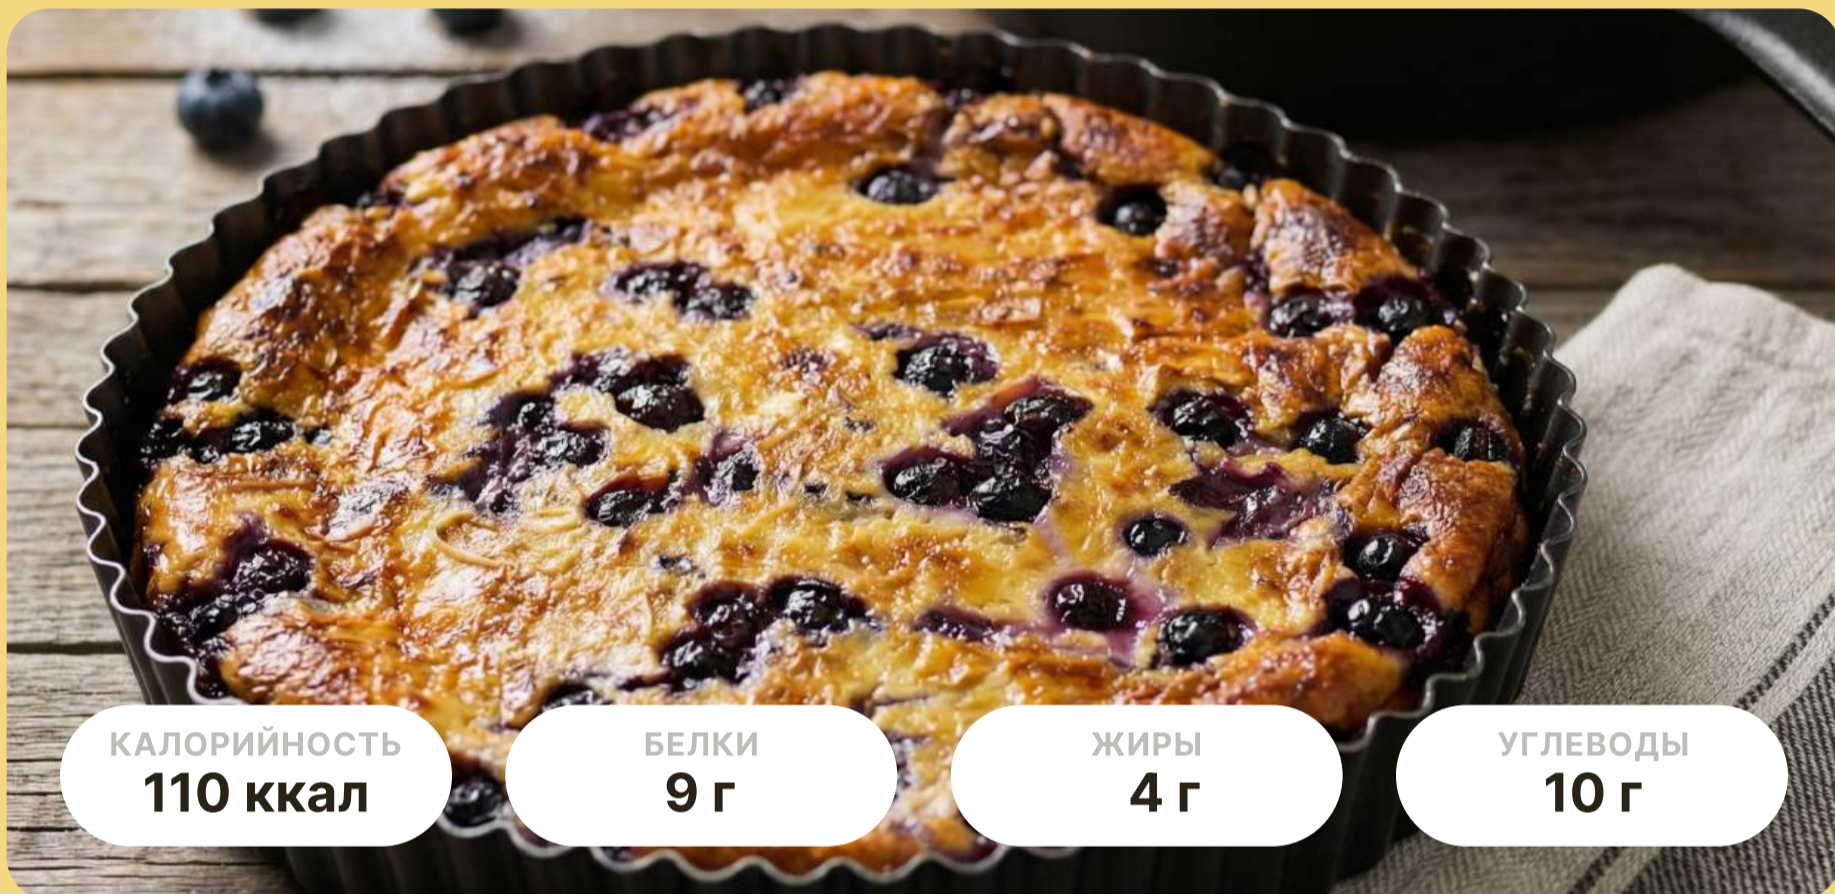 КАЛОРИЙНОСТЬ
110 ккал
БЕЛКИ
9 г
ЖИРЫ
4 г
УГЛЕВОДЫ
10 г